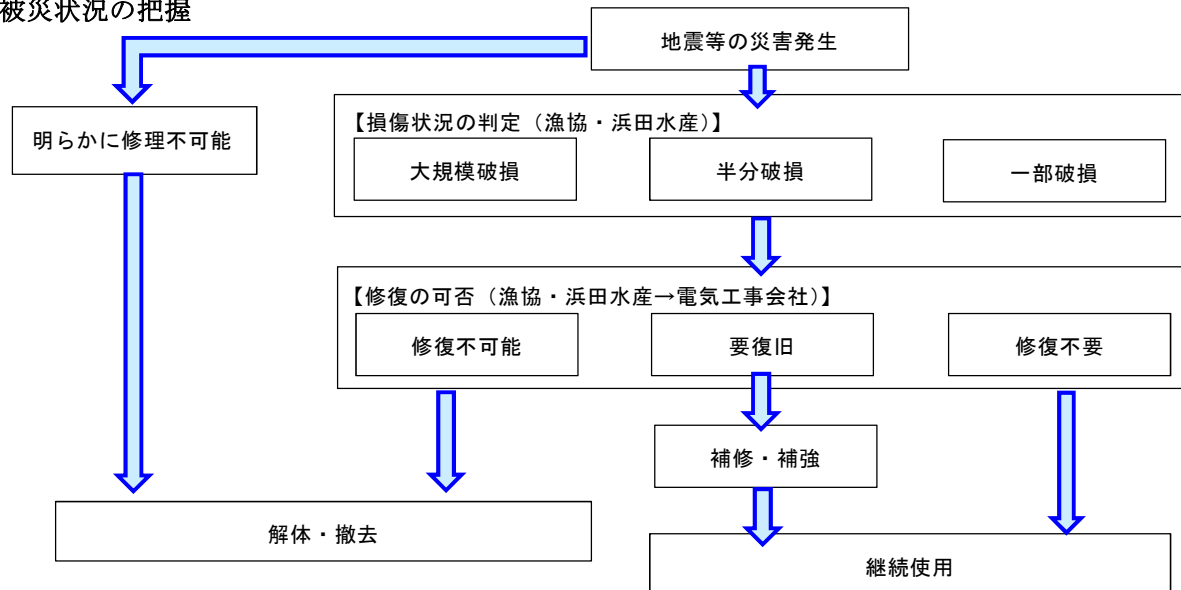 被災状況の把握
地震等の災害発生
明らかに修理不可能
【損傷状況の判定（漁協・浜田水産）】
大規模破損
半分破損
一部破損
【修復の可否（漁協・浜田水産→電気工事会社）】
修復不可能
要復旧
修復不要
補修・補強
解体・撤去
継続使用